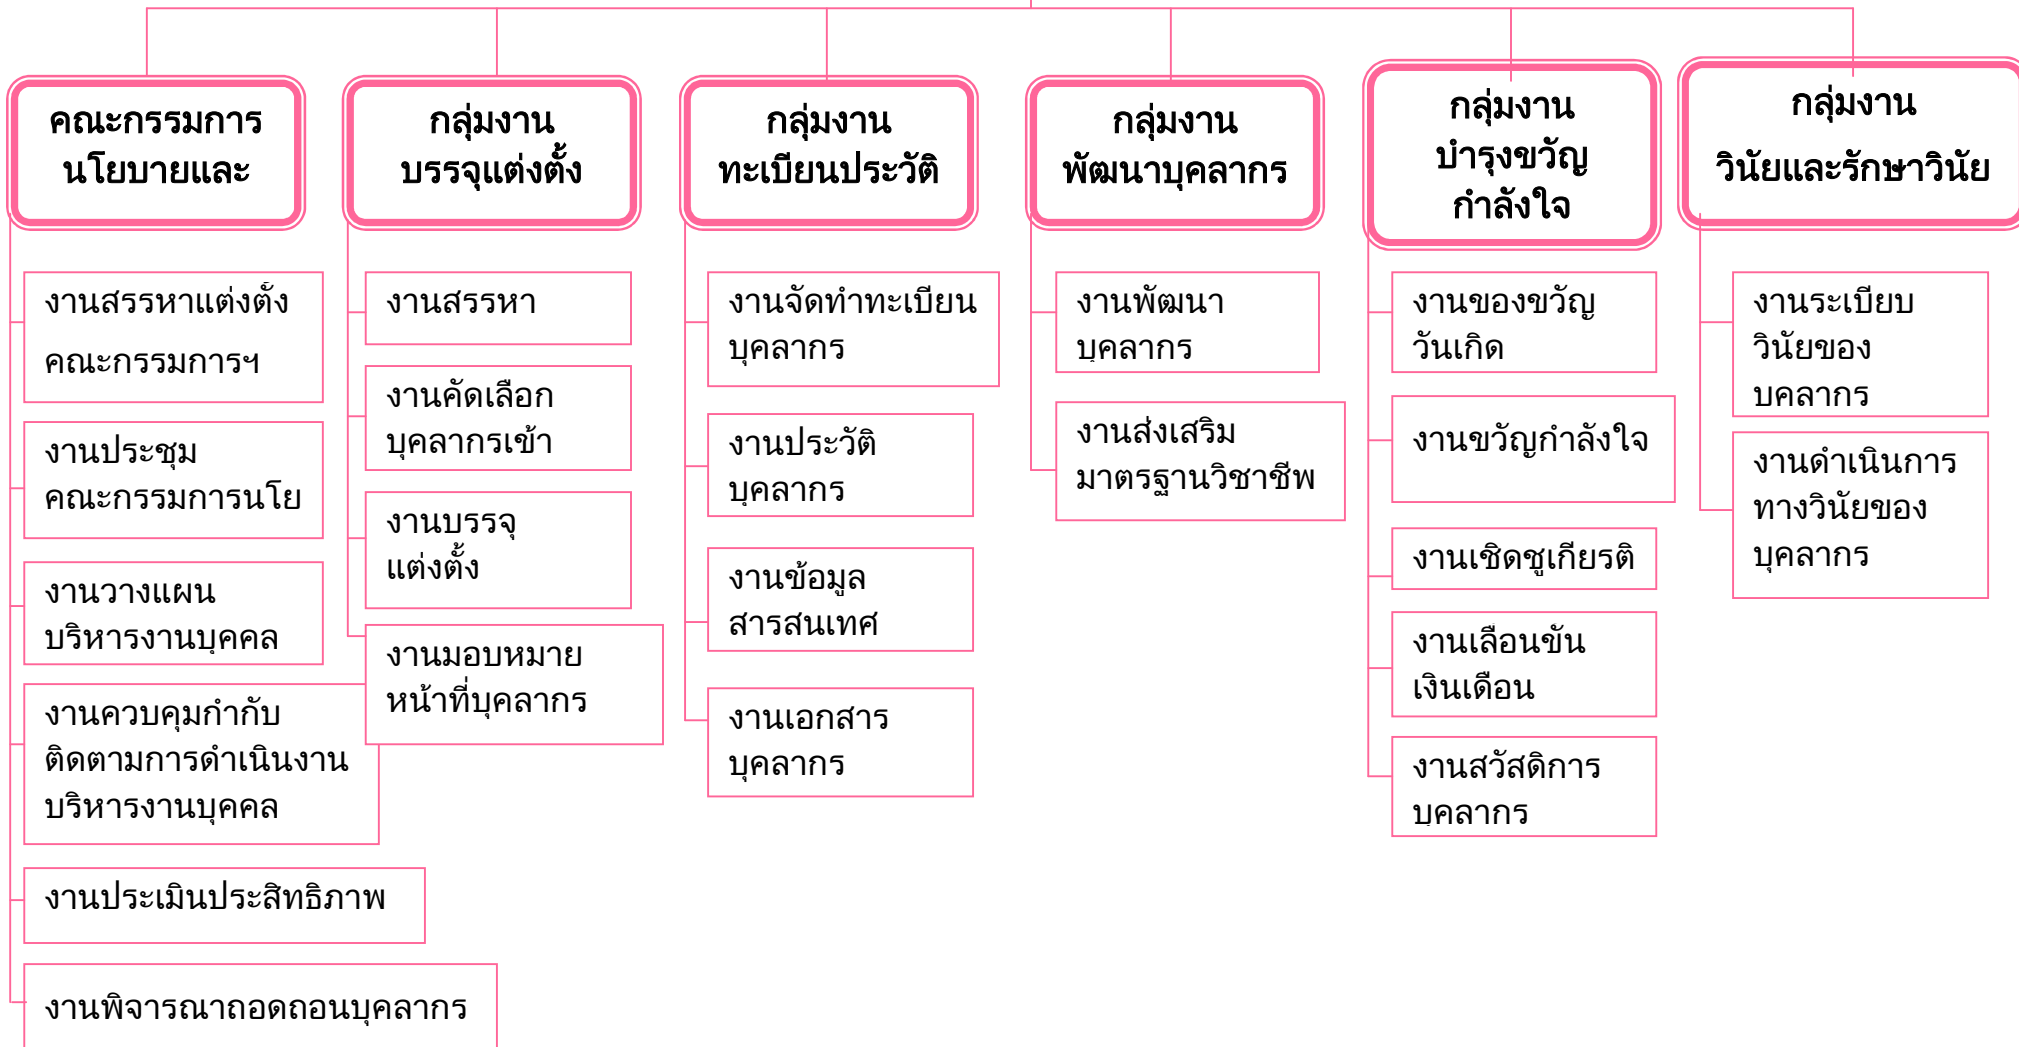 คณะกรรมการ
นโยบายและ
กลุ่มงาน
บรรจุแต่งตั้ง
กลุ่มงาน
ทะเบียนประวัติ
กลุ่มงาน
พัฒนาบุคลากร
กลุ่มงาน
บำรุงขวัญ
กำลังใจ
กลุ่มงาน
วินัยและรักษาวินัย
งานสรรหาแต่งตั้ง
คณะกรรมการฯ
งานประชุม
คณะกรรมการนโย
งานวางแผน
บริหารงานบุคคล
งานควบคุมกำกับ
ติดตามการดำเนินงาน
บริหารงานบุคคล
งานประเมินประสิทธิภาพ
งานพิจารณาถอดถอนบุคลากร
งานสรรหา
งานคัดเลือก
บุคลากรเข้า
งานบรรจุ
แต่งตั้ง
งานมอบหมาย
หน้าที่บุคลากร
งานจัดทำทะเบียน
บุคลากร
งานประวัติ
บุคลากร
งานข้อมูล
สารสนเทศ
งานเอกสาร
บุคลากร
งานพัฒนา
บุคลากร
งานส่งเสริม
มาตรฐานวิชาชีพ
งานของขวัญ
วันเกิด
งานขวัญกำลังใจ
งานเชิดชูเกียรติ
งานเลือนขัน
เงินเดือน
งานสวัสดิการ
บุคลากร
งานระเบียบ
วินัยของ
บุคลากร
งานดำเนินการ
ทางวินัยของ
บุคลากร